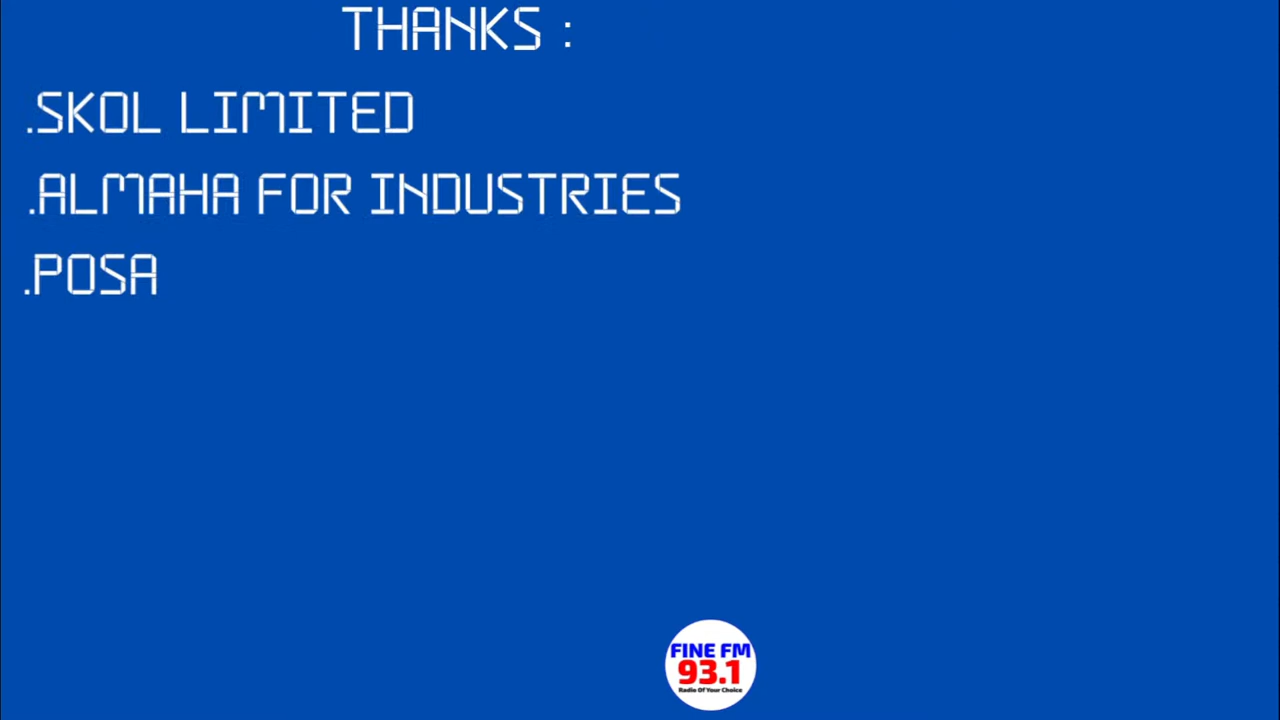 THANKS :
.SKOL LIMITED
.ALMAHA FOR INDUSTRIES
.POSA
FINE FM
93.1
Radio Of Your Choice